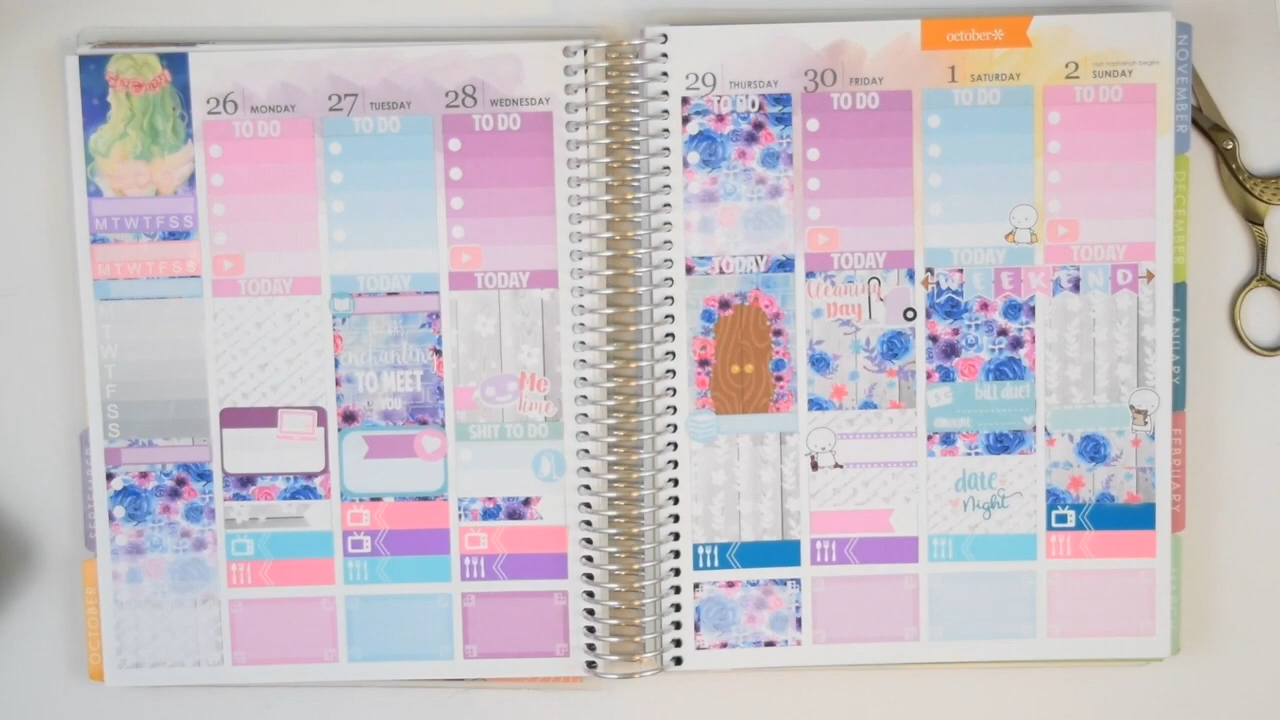 october*
26 MONDAY
27 TUESDAY
28 WEDNESDAY
29 THURSDAY
30 FRIDAY
1 SATURDAY
2 SUNDAY
TO DO
TO DO
TO DO
TO DO
TO DO
TO DO
TO DO
M T W T F S S
M T W T F S S
TODAY
TODAY
TODAY
TODAY
TODAY
TODAY
TODAY
M
T
W
T
F
S
S
enchanting
TO MEET
YOU
Me
Time
SHIT TO DO
Cleaning
Day
WEEKEND
bill due!
date
Night
SEPTEMBER
OCTOBER
NOVEMBER
DECEMBER
JANUARY
FEBRUARY